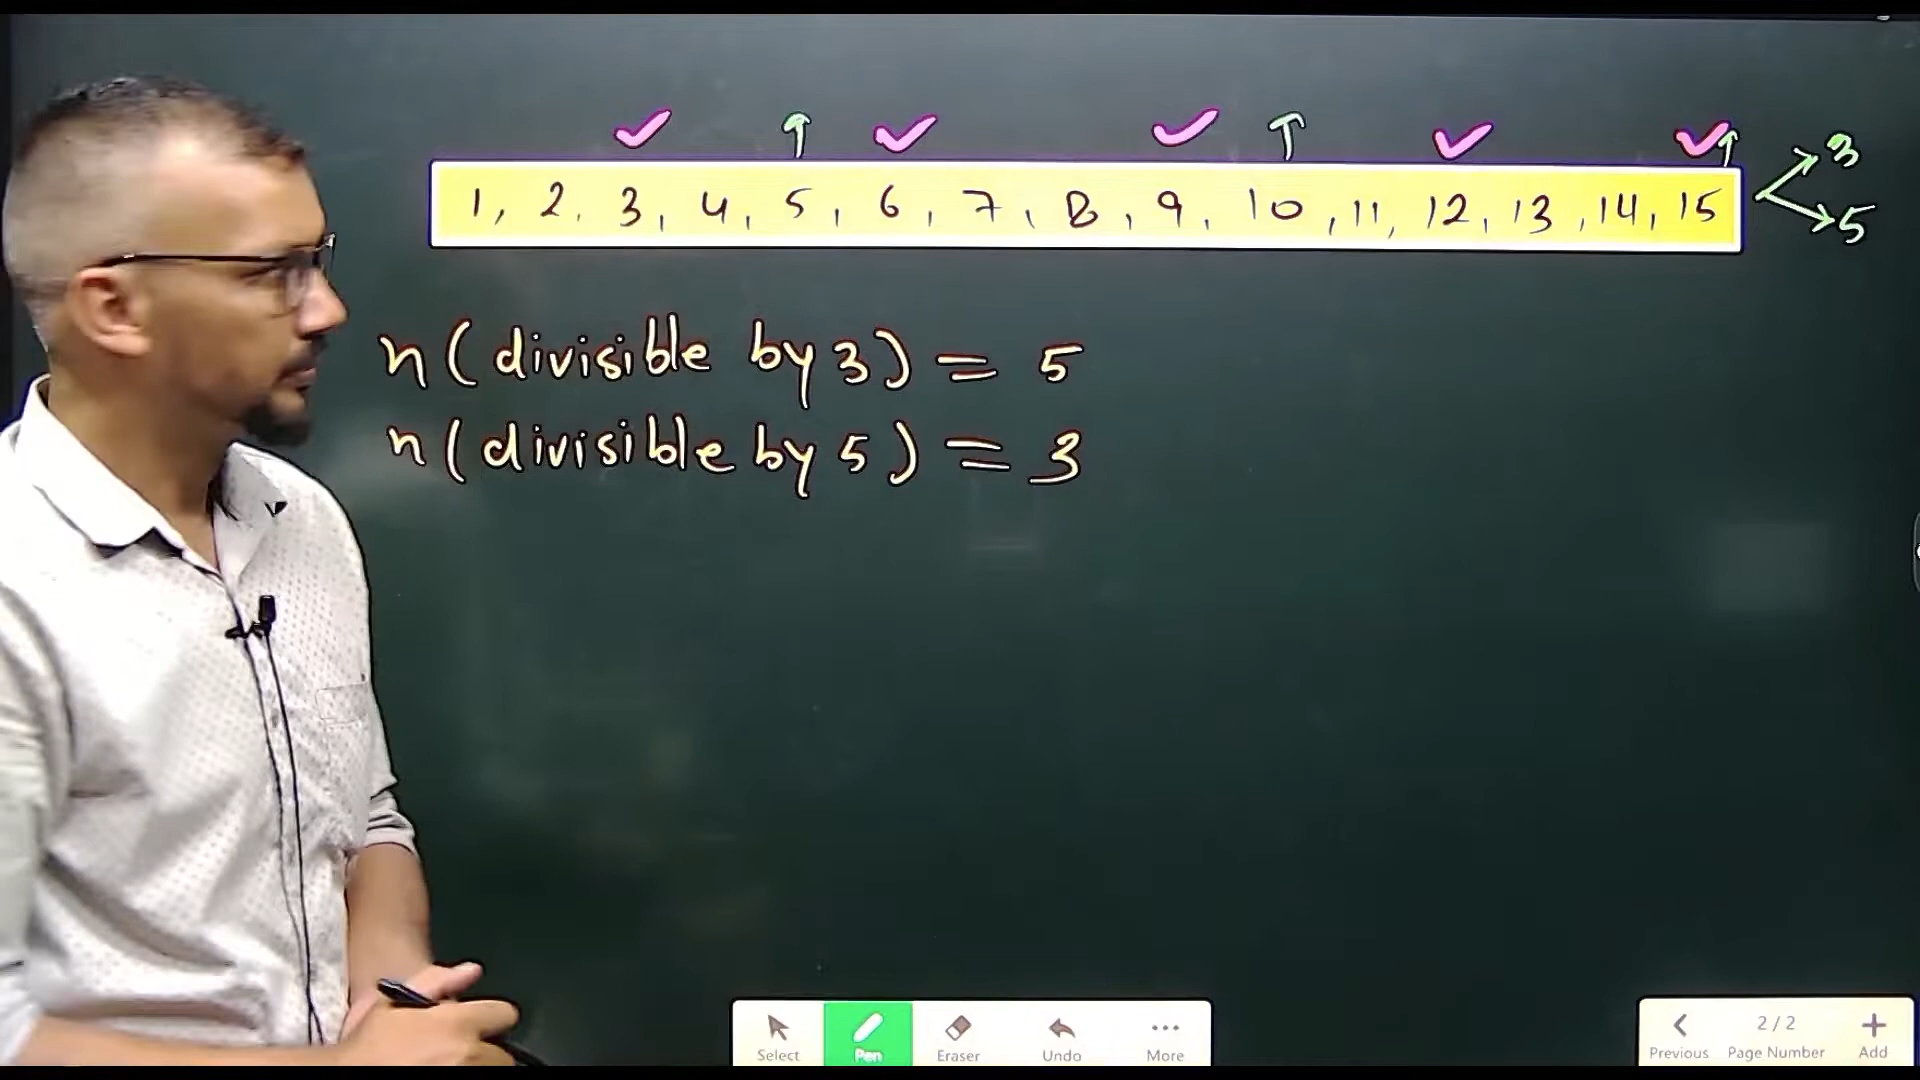 1, 2, 3, 4, 5, 6, 7, 8, 9, 10, 11, 12, 13, 14, 15
3
5
n(divisible by 3) = 5
n(divisible by 5) = 3
Select Pen Eraser Undo More
2 / 2
Previous Page Number Add